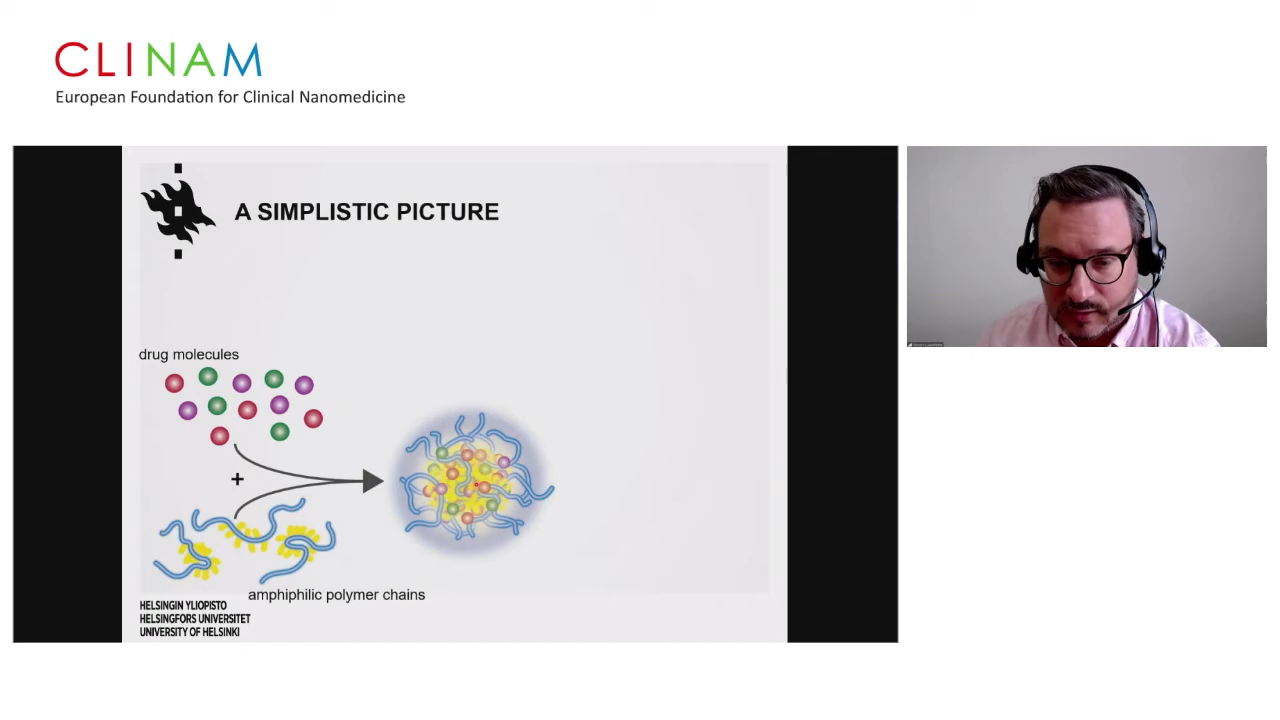 CLINAM
European Foundation for Clinical Nanomedicine
A SIMPLISTIC PICTURE
drug molecules
+
amphiphilic polymer chains
HELSINGIN YLIOPISTO
HELSINGFORS UNIVERSITET
UNIVERSITY OF HELSINKI